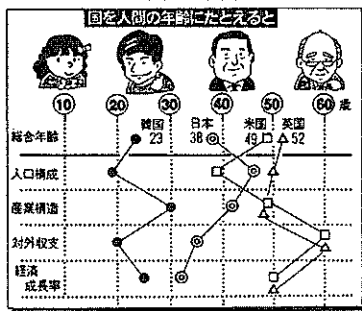 国を人間の年齢にたとえると
10 20 30 40 50 60 歳
韓国 日本 米国 英国
総合年齢 23 38 49 52
人口構成
産業構造
対外収支
経済
成長率